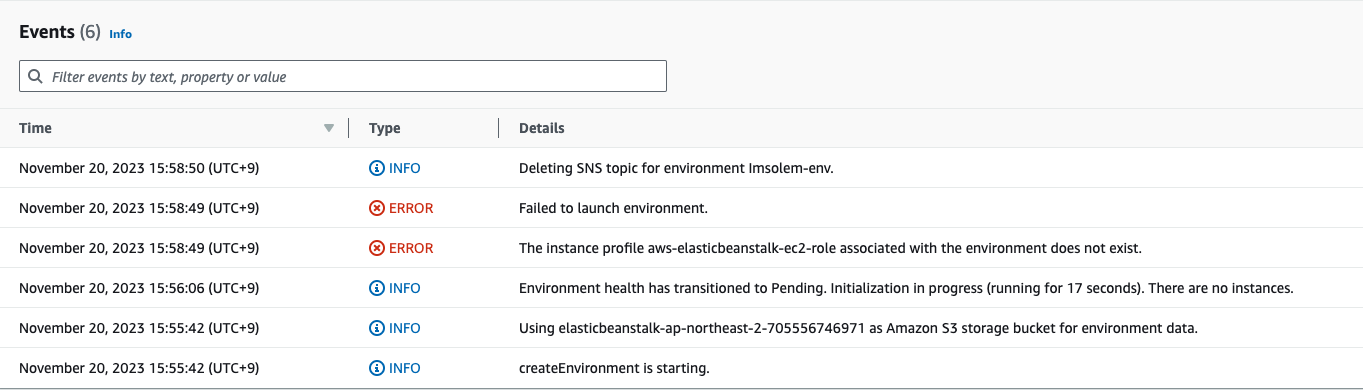 Events (6) Info
Filter events by text, property or value
Time Type Details
November 20, 2023 15:58:50 (UTC+9) INFO Deleting SNS topic for environment Imsolem-env.
November 20, 2023 15:58:49 (UTC+9) ERROR Failed to launch environment.
November 20, 2023 15:58:49 (UTC+9) ERROR The instance profile aws-elasticbeanstalk-ec2-role associated with the environment does not exist.
November 20, 2023 15:56:06 (UTC+9) INFO Environment health has transitioned to Pending. Initialization in progress (running for 17 seconds). There are no instances.
November 20, 2023 15:55:42 (UTC+9) INFO Using elasticbeanstalk-ap-northeast-2-705556746971 as Amazon S3 storage bucket for environment data.
November 20, 2023 15:55:42 (UTC+9) INFO createEnvironment is starting.